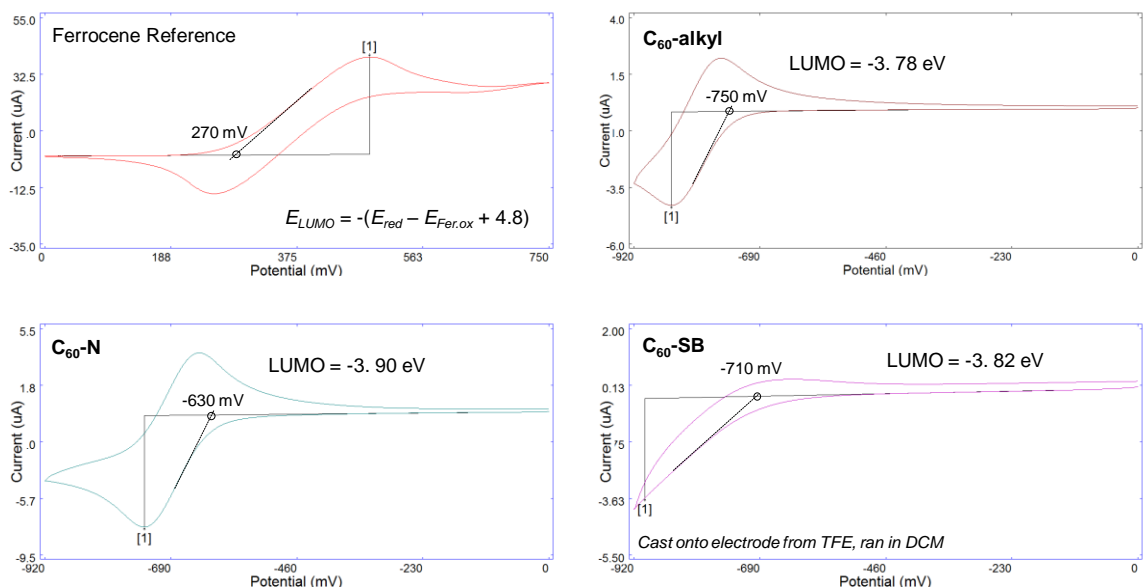 Ferrocene Reference
[1]
270 mV
E_LUMO = -(E_red – E_Fer.ox + 4.8)
55.0
32.5
0
-12.5
-35.0
Current (uA)
0 188 375 563 750
Potential (mV)
C60-alkyl
LUMO = -3. 78 eV
-750 mV
[1]
4.0
1.5
-1.0
-3.5
-6.0
Current (uA)
-920 -690 -460 -230 0
Potential (mV)
C60-N
LUMO = -3. 90 eV
-630 mV
[1]
5.5
1.8
-.0
-5.7
-9.5
Current (uA)
-920 -690 -460 -230 0
Potential (mV)
C60-SB
LUMO = -3. 82 eV
-710 mV
[1]
Cast onto electrode from TFE, ran in DCM
2.00
0.13
.75
-3.63
-5.50
Current (uA)
-920 -690 -460 -230 0
Potential (mV)